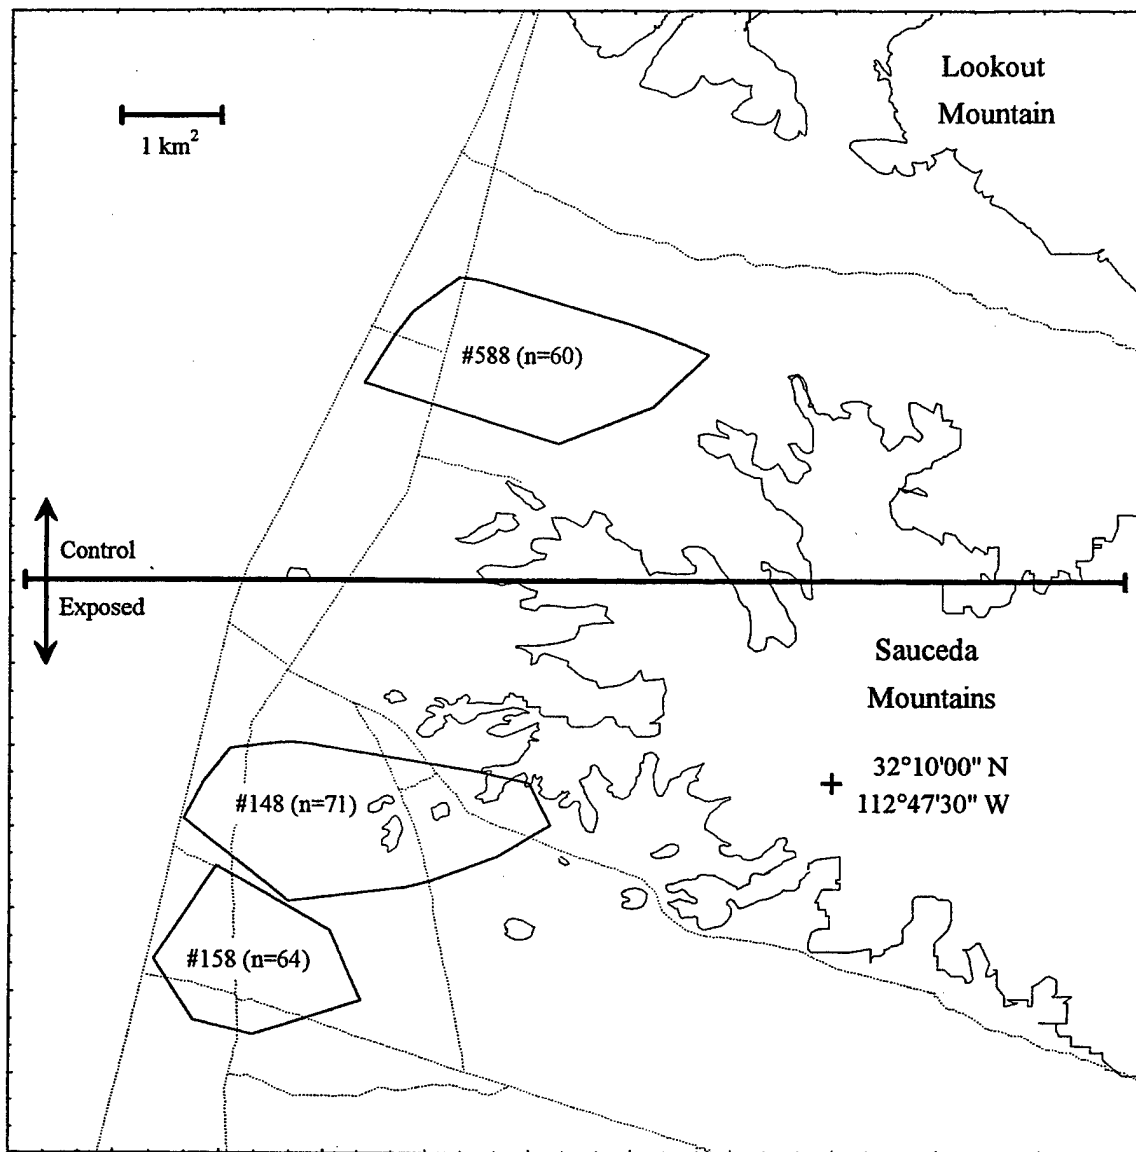 Lookout
Mountain
1 km²
#588 (n=60)
Control
Exposed
Sauceda
Mountains
32°10'00" N
112°47'30" W
#148 (n=71)
#158 (n=64)